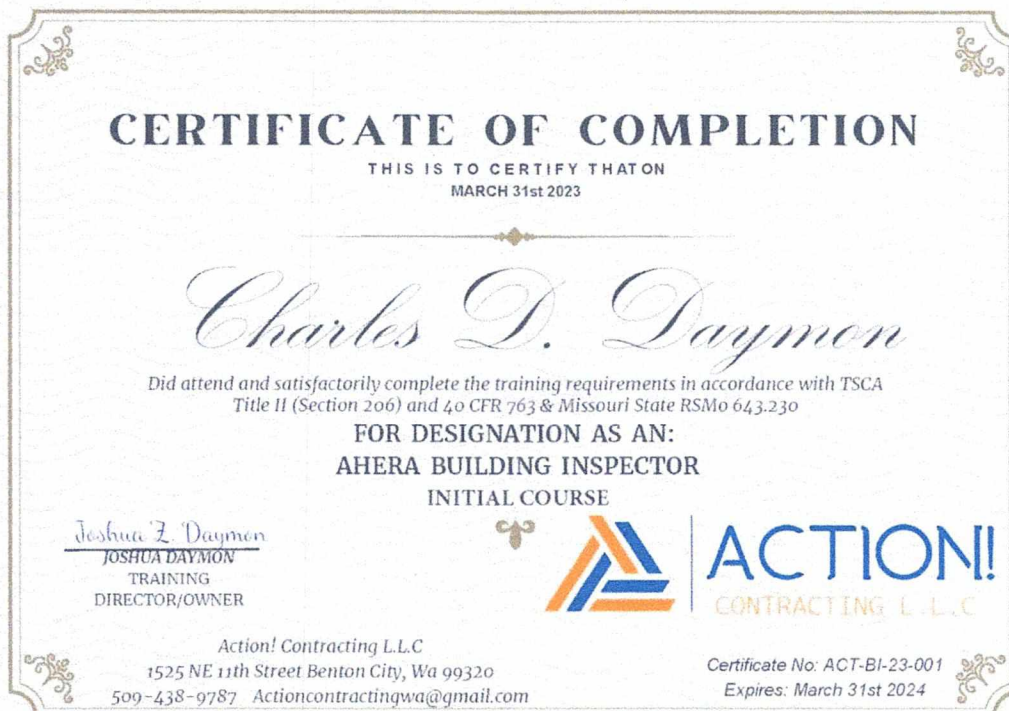 CERTIFICATE OF COMPLETION
THIS IS TO CERTIFY THAT ON
MARCH 31st 2023
Charles D. Daymon
Did attend and satisfactorily complete the training requirements in accordance with TSCA
Title II (Section 206) and 40 CFR 763 & Missouri State RSMo 643.230
FOR DESIGNATION AS AN:
AHERA BUILDING INSPECTOR
INITIAL COURSE
Joshua Z. Daymon
JOSHUA DAYMON
TRAINING
DIRECTOR/OWNER
ACTION!
CONTRACTING L.L.C
Action! Contracting L.L.C
1525 NE 11th Street Benton City, Wa 99320
509-438-9787 Actioncontractingwa@gmail.com
Certificate No: ACT-BI-23-001
Expires: March 31st 2024